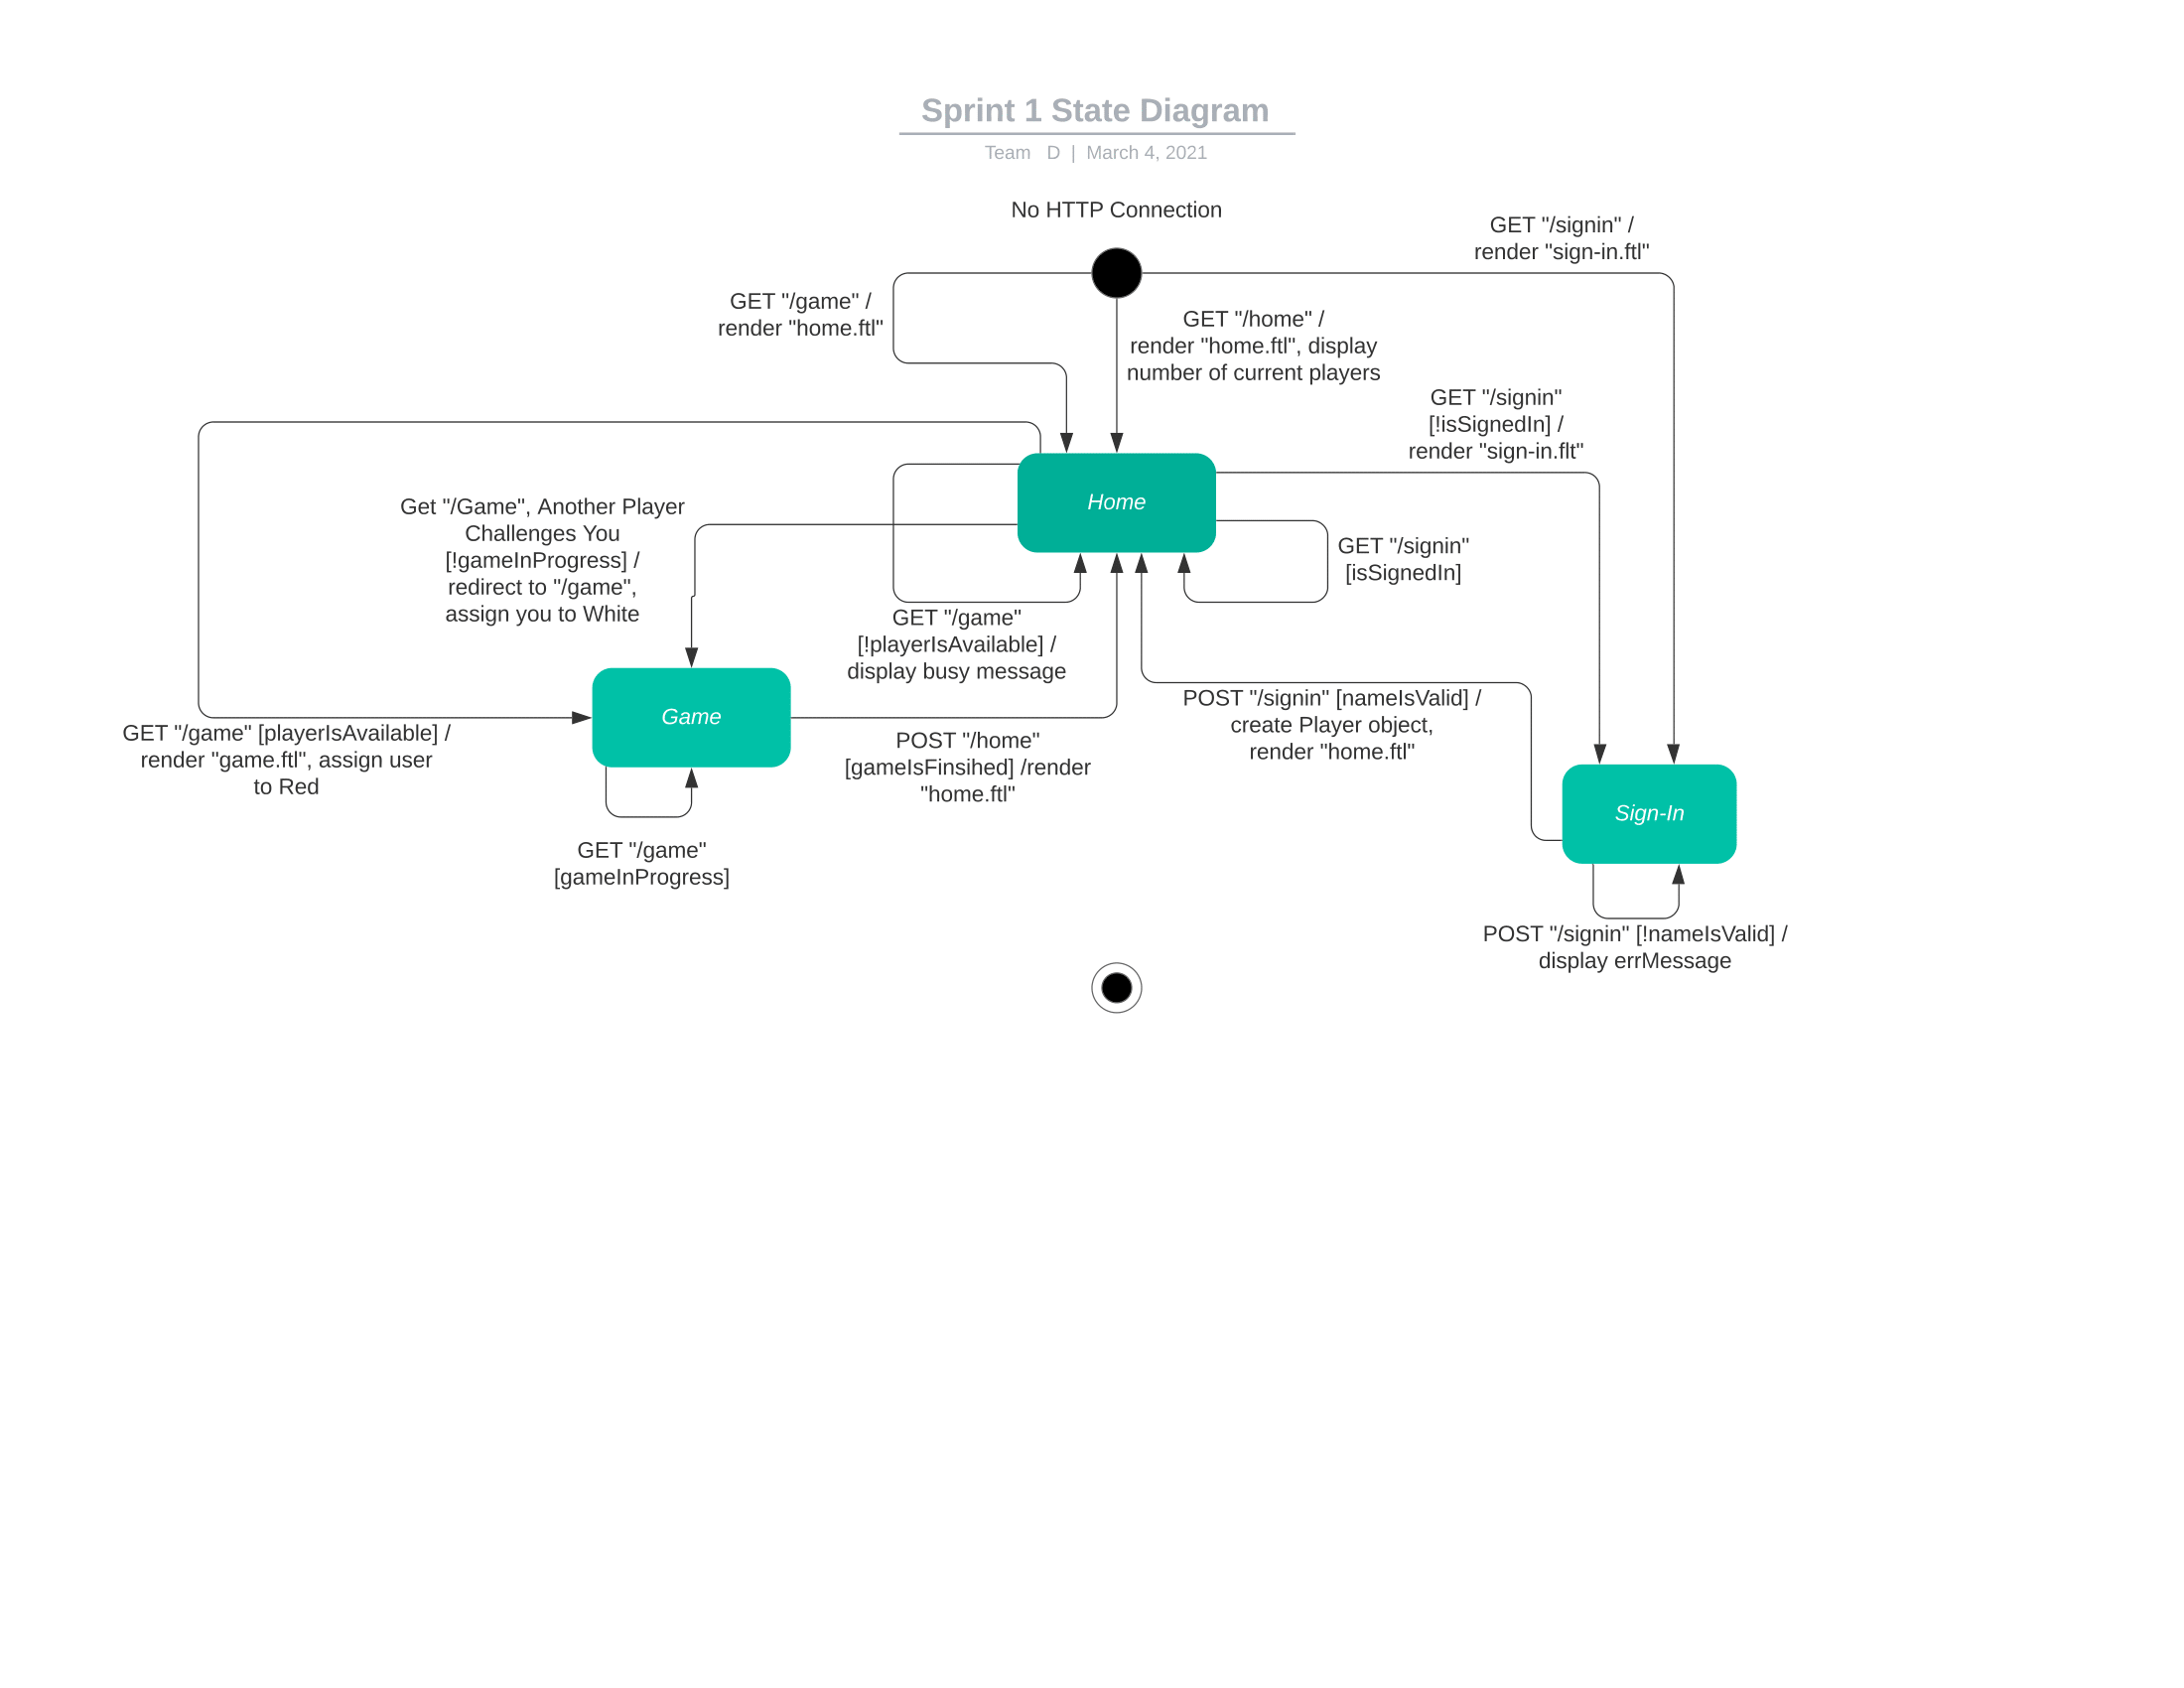 Sprint 1 State Diagram
Team D | March 4, 2021
No HTTP Connection
GET "/signin" /
render "sign-in.ftl"
GET "/game" /
render "home.ftl"
GET "/home" /
render "home.ftl", display
number of current players
GET "/signin"
[!isSignedIn] /
render "sign-in.flt"
Home
Get "/Game", Another Player
Challenges You
[!gameInProgress] /
redirect to "/game",
assign you to White
GET "/signin"
[isSignedIn]
GET "/game"
[!playerIsAvailable] /
display busy message
Game
GET "/game" [playerIsAvailable] /
render "game.ftl", assign user
to Red
POST "/home"
[gameIsFinsihed] /render
"home.ftl"
POST "/signin" [nameIsValid] /
create Player object,
render "home.ftl"
Sign-In
GET "/game"
[gameInProgress]
POST "/signin" [!nameIsValid] /
display errMessage